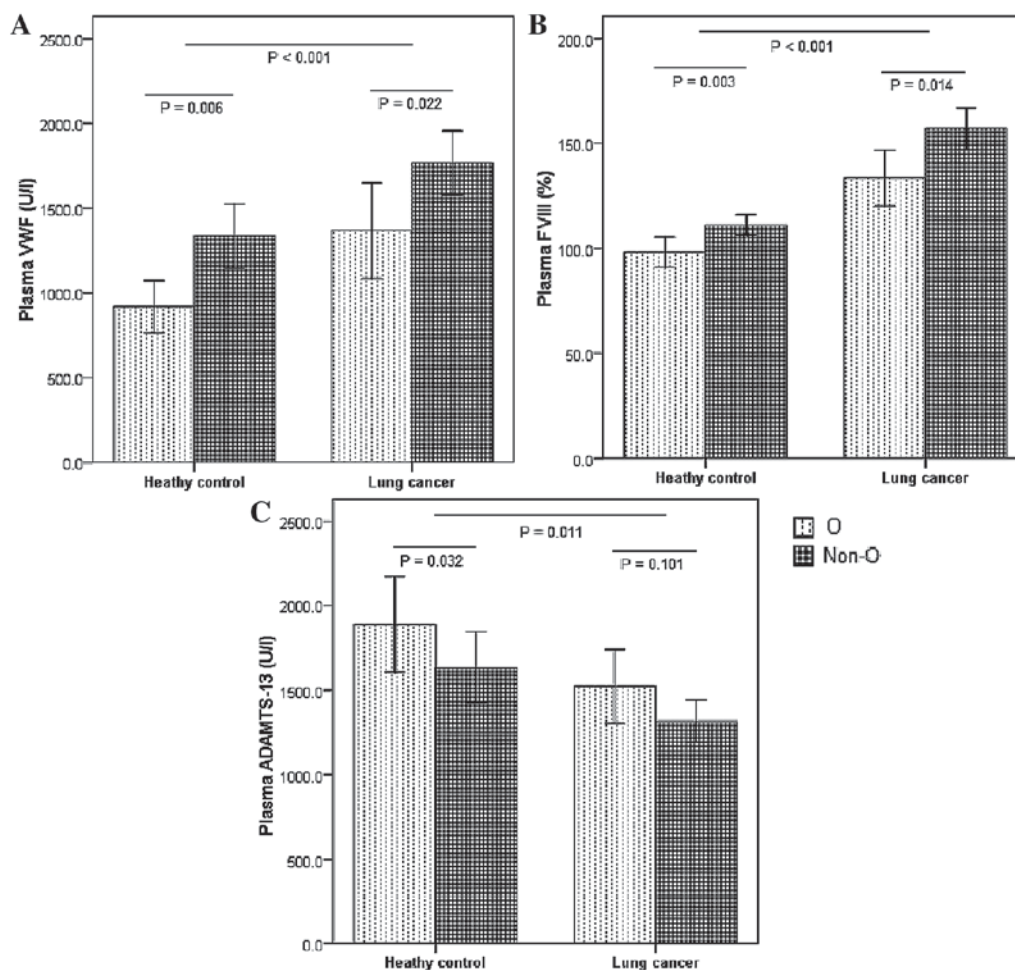 A
Plasma VWF (U/l)
2500.0
2000.0
1500.0
1000.0
500.0
0.0
P < 0.001
P = 0.006
P = 0.022
Heathy control
Lung cancer
B
Plasma FVIII (%)
200.0
150.0
100.0
50.0
0.0
P < 0.001
P = 0.003
P = 0.014
Heathy control
Lung cancer
C
Plasma ADAMTS-13 (U/l)
2500.0
2000.0
1500.0
1000.0
500.0
0.0
P = 0.011
P = 0.032
P = 0.101
Heathy control
Lung cancer
O
Non-O